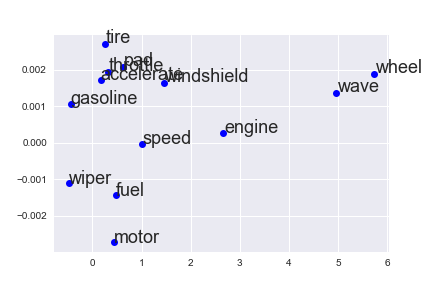 tire
pad
throttle
accelerate
windshield
wheel
wave
gasoline
engine
speed
wiper
fuel
motor
0.002
0.001
0.000
−0.001
−0.002
0 1 2 3 4 5 6